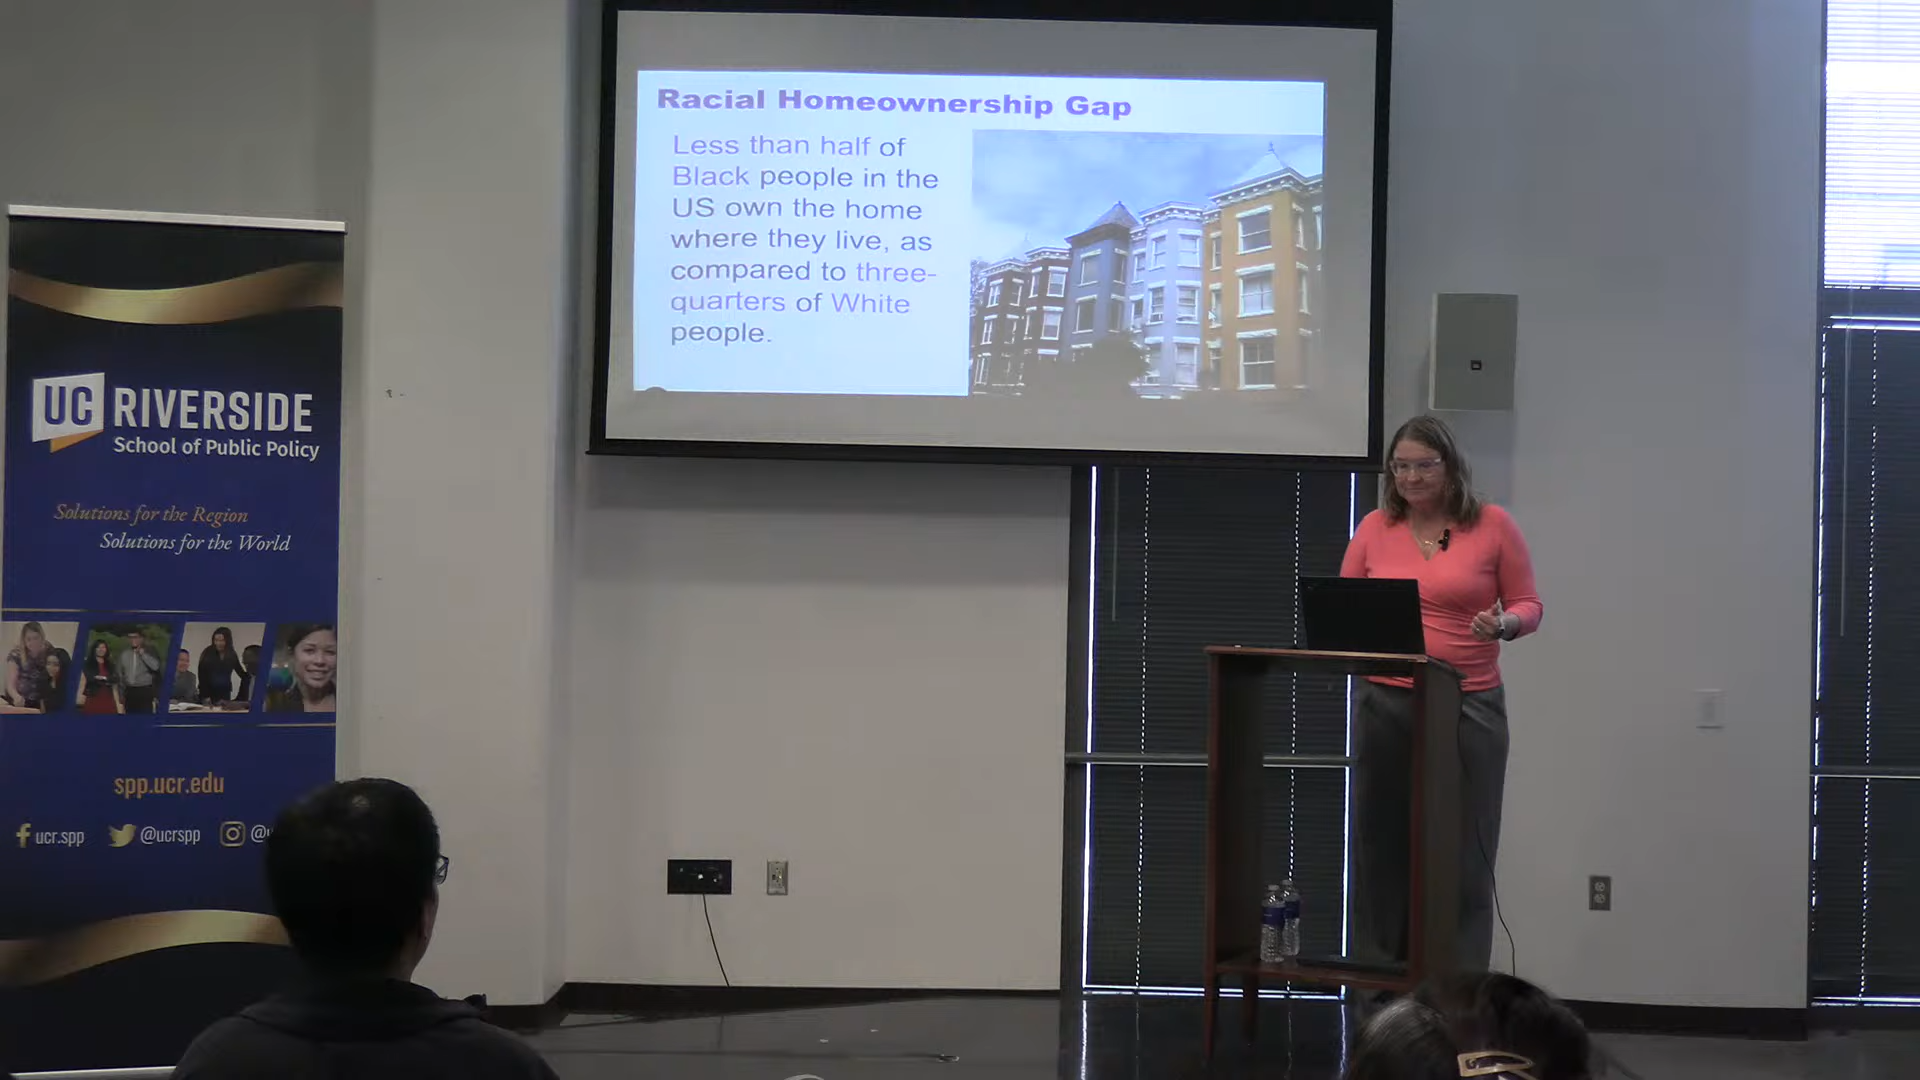 Racial Homeownership Gap
Less than half of
Black people in the
US own the home
where they live, as
compared to three-
quarters of White
people.
UC RIVERSIDE
School of Public Policy
Solutions for the Region
Solutions for the World
spp.ucr.edu
ucr.spp @ucrspp